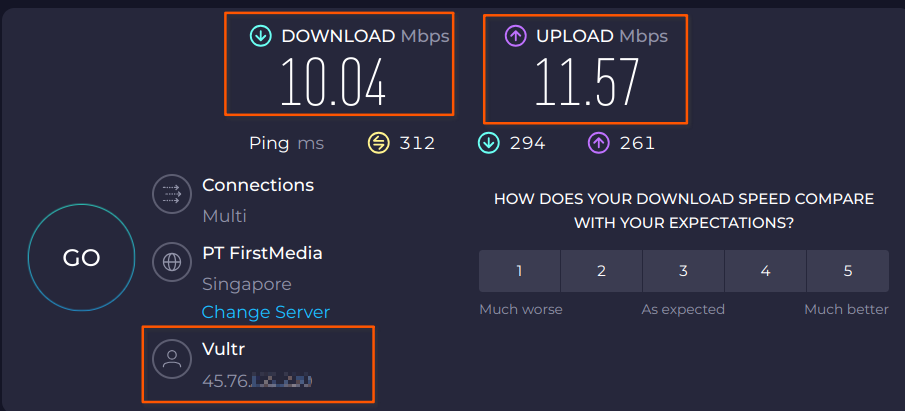 DOWNLOAD Mbps
10.04
UPLOAD Mbps
11.57
Ping ms 312 294 261
Connections
Multi
PT FirstMedia
Singapore
Change Server
Vultr
45.76.
GO
HOW DOES YOUR DOWNLOAD SPEED COMPARE
WITH YOUR EXPECTATIONS?
1 2 3 4 5
Much worse As expected Much better